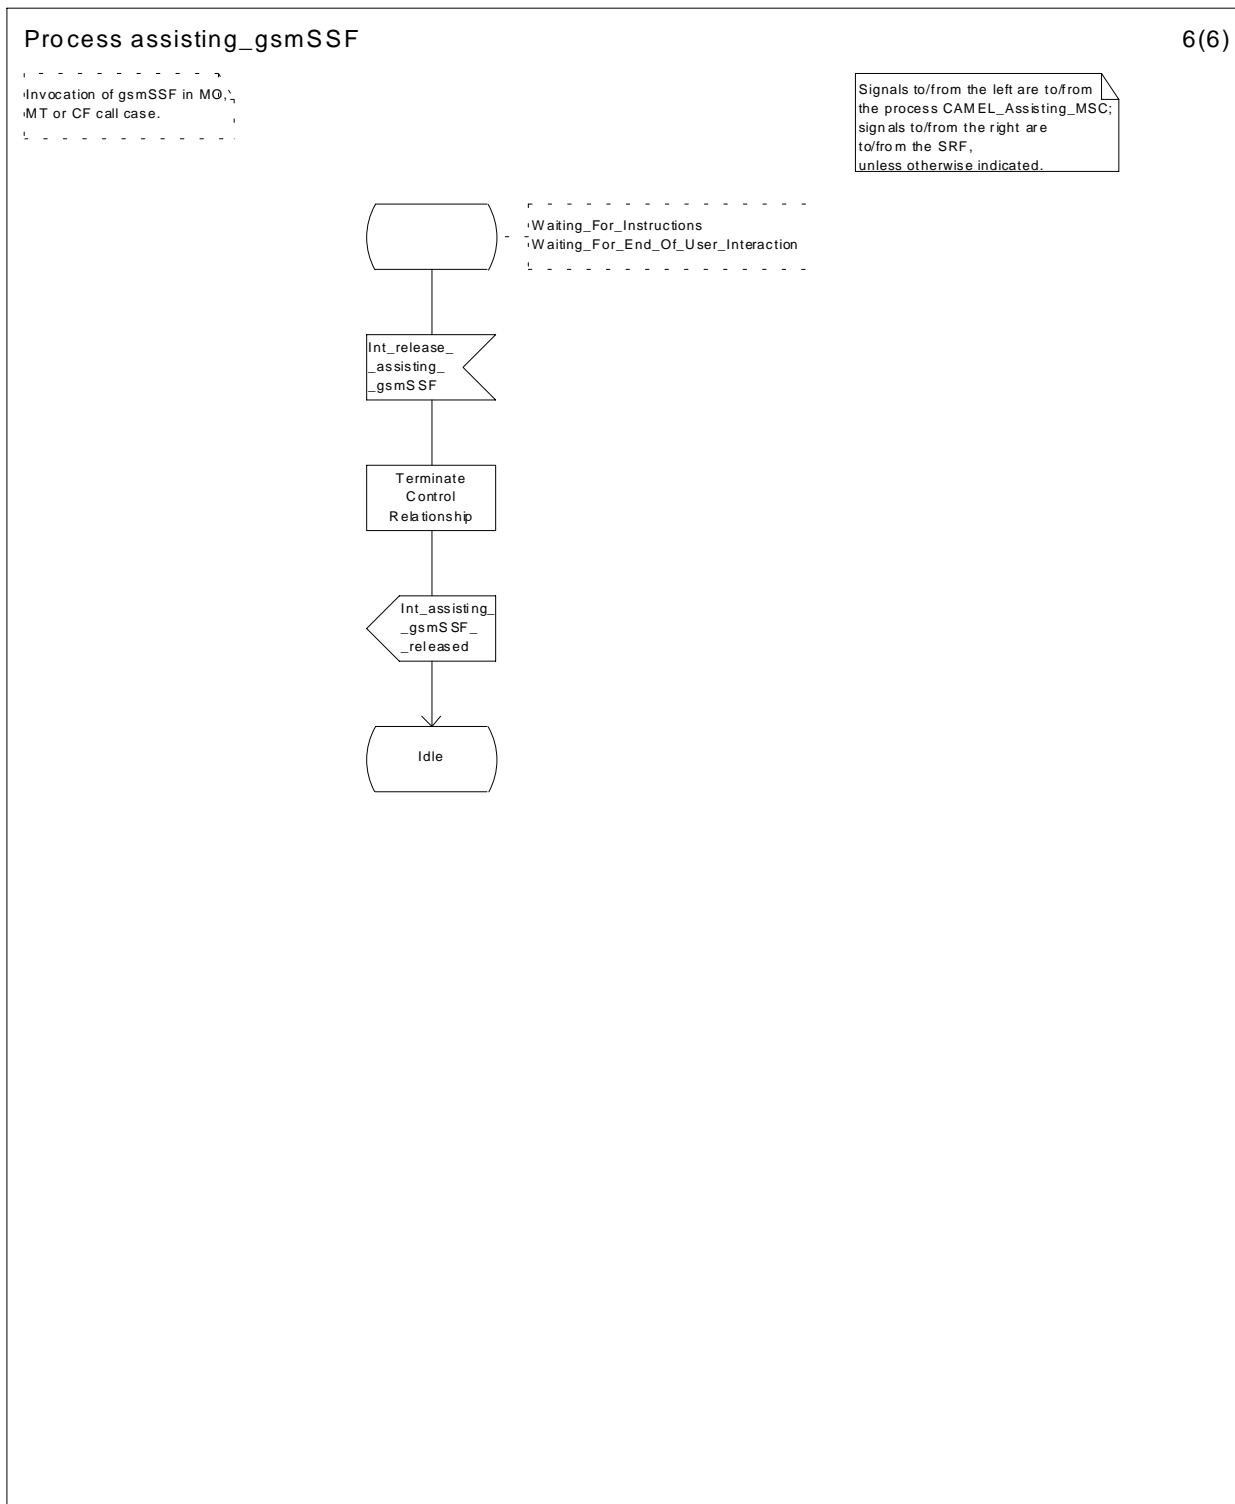 Process assisting_gsmSSF
6(6)
Invocation of gsmSSF in MO,
MT or CF call case.
Signals to/from the left are to/from
the process CAMEL_Assisting_MSC;
signals to/from the right are
to/from the SRF,
unless otherwise indicated.
Waiting_For_Instructions
Waiting_For_End_Of_User_Interaction
Int_release_
_assisting_
_gsmSSF
Terminate
Control
Relationship
Int_assisting_
_gsmSSF_
_released
Idle